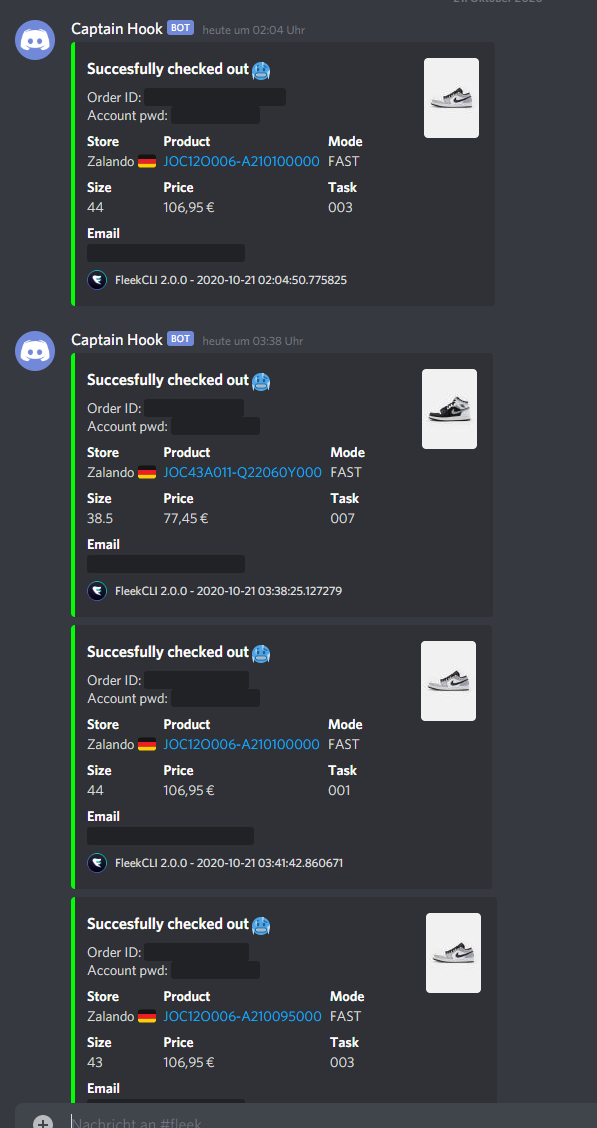 21. Oktober 2020
Captain Hook BOT heute um 02:04 Uhr
Succesfully checked out
Order ID:
Account pwd:
Store Product Mode
Zalando JOC12O006-A210100000 FAST
Size Price Task
44 106,95 € 003
Email
FleekCLI 2.0.0 - 2020-10-21 02:04:50.775825
Captain Hook BOT heute um 03:38 Uhr
Succesfully checked out
Order ID:
Account pwd:
Store Product Mode
Zalando JOC43A011-Q22060Y000 FAST
Size Price Task
38.5 77,45 € 007
Email
FleekCLI 2.0.0 - 2020-10-21 03:38:25.127279
Succesfully checked out
Order ID:
Account pwd:
Store Product Mode
Zalando JOC12O006-A210100000 FAST
Size Price Task
44 106,95 € 001
Email
FleekCLI 2.0.0 - 2020-10-21 03:41:42.860671
Succesfully checked out
Order ID:
Account pwd:
Store Product Mode
Zalando JOC12O006-A210095000 FAST
Size Price Task
43 106,95 € 003
Email
Nachricht an #fleek